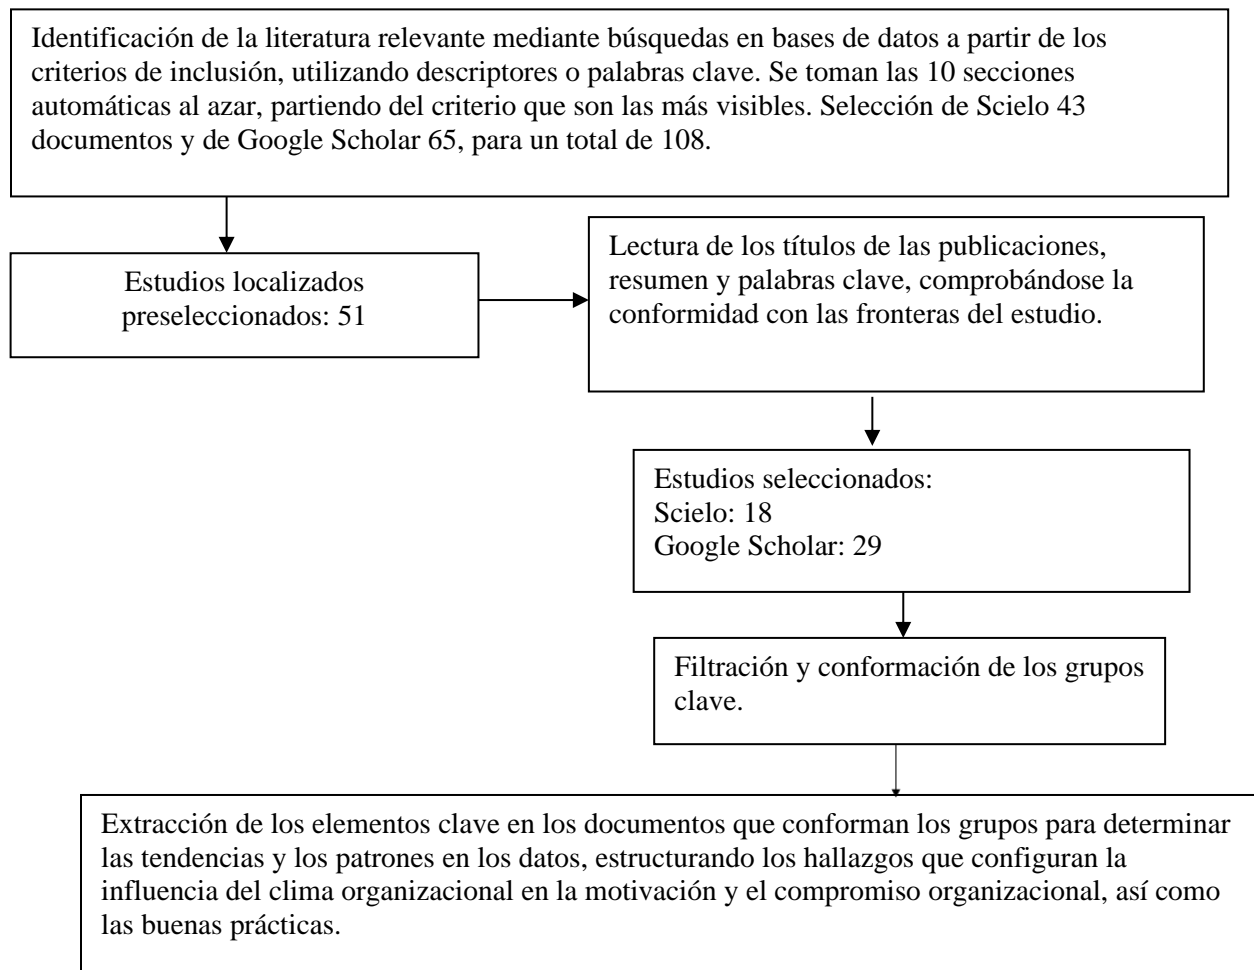 Identificación de la literatura relevante mediante búsquedas en bases de datos a partir de los
criterios de inclusión, utilizando descriptores o palabras clave. Se toman las 10 secciones
automáticas al azar, partiendo del criterio que son las más visibles. Selección de Scielo 43
documentos y de Google Scholar 65, para un total de 108.
Estudios localizados
preseleccionados: 51
Lectura de los títulos de las publicaciones,
resumen y palabras clave, comprobándose la
conformidad con las fronteras del estudio.
Estudios seleccionados:
Scielo: 18
Google Scholar: 29
Filtración y conformación de los grupos
clave.
Extracción de los elementos clave en los documentos que conforman los grupos para determinar
las tendencias y los patrones en los datos, estructurando los hallazgos que configuran la
influencia del clima organizacional en la motivación y el compromiso organizacional, así como
las buenas prácticas.